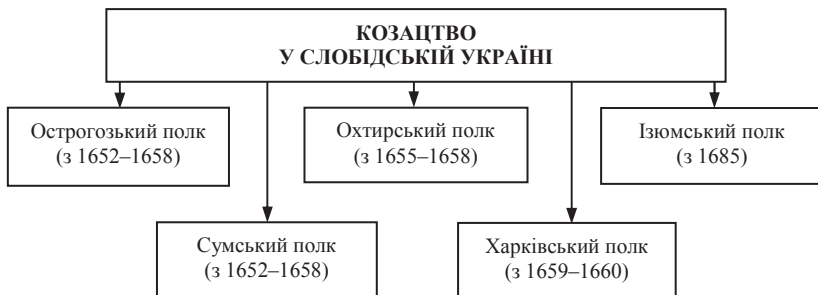 КОЗАЦТВО
У СЛОБІДСЬКІЙ УКРАЇНІ
Острогозький полк
(з 1652–1658)
Охтирський полк
(з 1655–1658)
Ізюмський полк
(з 1685)
Сумський полк
(з 1652–1658)
Харківський полк
(з 1659–1660)